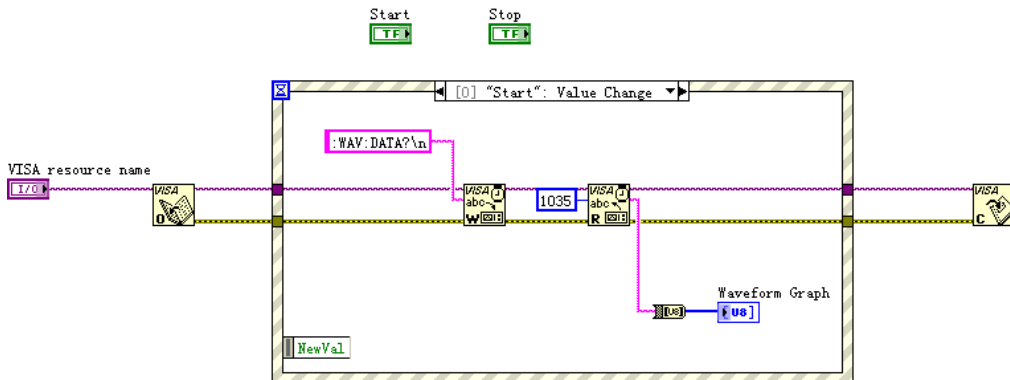 Start Stop
TF TF
[0] "Start": Value Change
:WAV:DATA?\n
VISA resource name
I/O
VISA
O
VISA
abc
W
1035
VISA
abc
R
VISA
C
Waveform Graph
[U8]
[U8]
NewVal